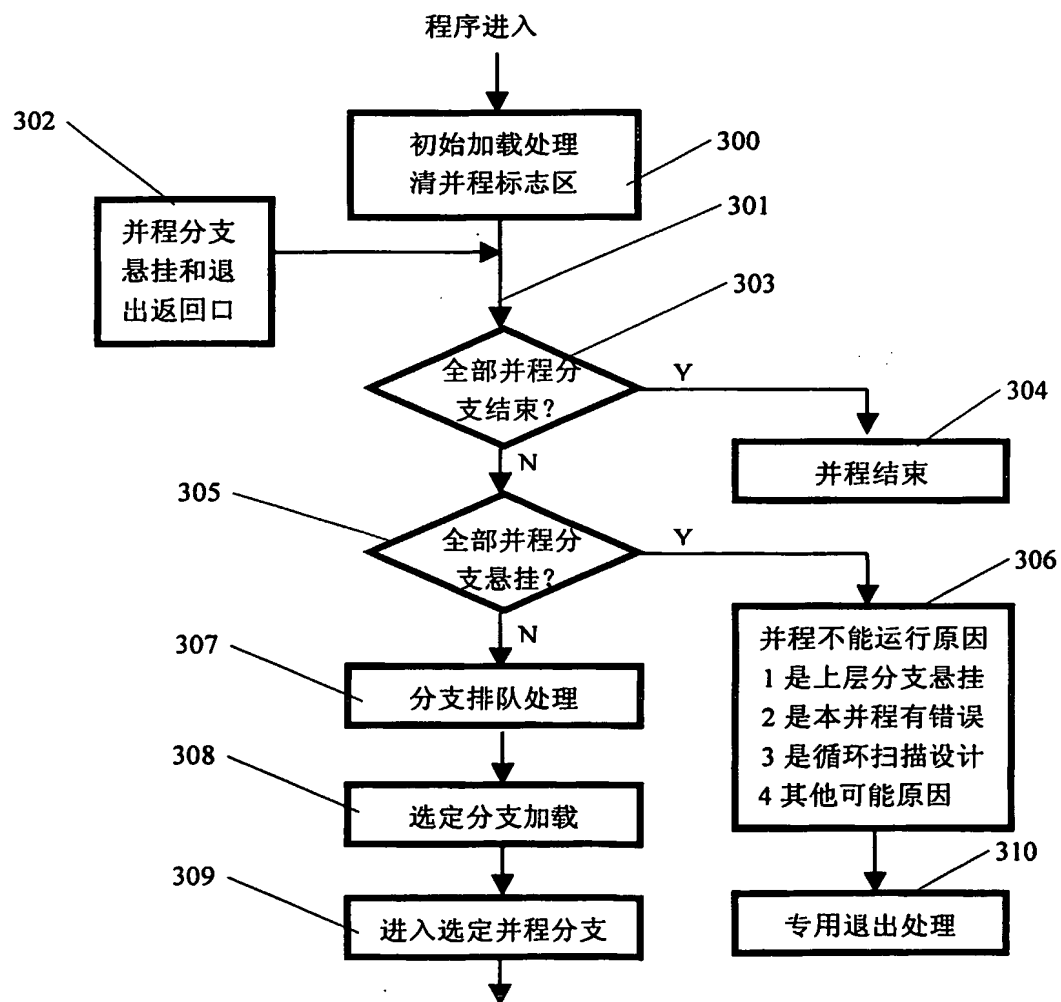 程序进入
302
初始加载处理
清并程标志区
300
301
并程分支
悬挂和退
出返回口
303
全部并程分
支结束?
Y
304
并程结束
N
305
全部并程分
支悬挂?
Y
306
并程不能运行原因
1 是上层分支悬挂
2 是本并程有错误
3 是循环扫描设计
4 其他可能原因
N
307
分支排队处理
308
选定分支加载
310
309
进入选定并程分支
专用退出处理